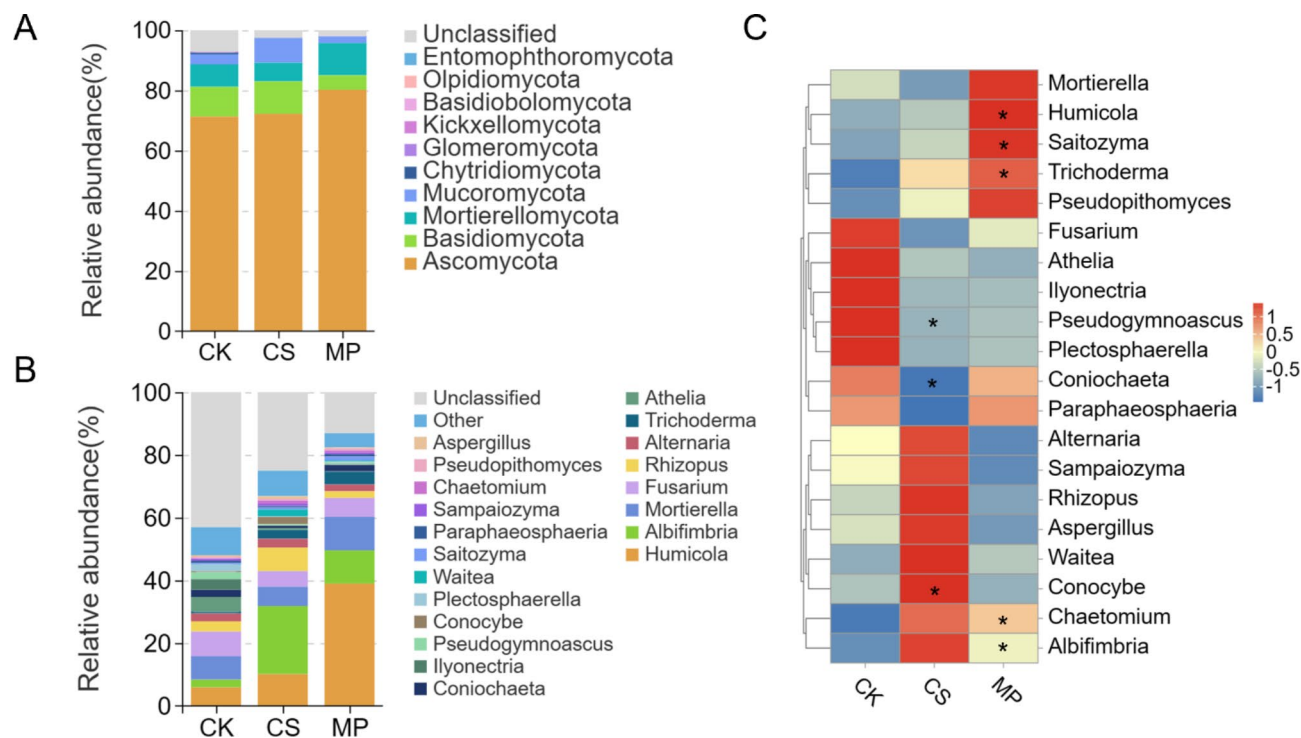 A
Relative abundance(%)
100
80
60
40
20
0
CK CS MP
Unclassified
Entomophthoromycota
Olpidiomycota
Basidiobolomycota
Kickxellomycota
Glomeromycota
Chytridiomycota
Mucoromycota
Mortierellomycota
Basidiomycota
Ascomycota
B
Relative abundance(%)
100
80
60
40
20
0
CK CS MP
Unclassified
Other
Aspergillus
Pseudopithomyces
Chaetomium
Sampaiozyma
Paraphaeosphaeria
Saitozyma
Waitea
Plectosphaerella
Conocybe
Pseudogymnoascus
Ilyonectria
Coniochaeta
Athelia
Trichoderma
Alternaria
Rhizopus
Fusarium
Mortierella
Albifimbria
Humicola
C
Mortierella
* Humicola
* Saitozyma
* Trichoderma
Pseudopithomyces
Fusarium
Athelia
Ilyonectria
* Pseudogymnoascus
Plectosphaerella
* Coniochaeta
Paraphaeosphaeria
Alternaria
Sampaiozyma
Rhizopus
Aspergillus
Waitea
* Conocybe
* Chaetomium
* Albifimbria
CK CS MP
1
0.5
0
-0.5
-1